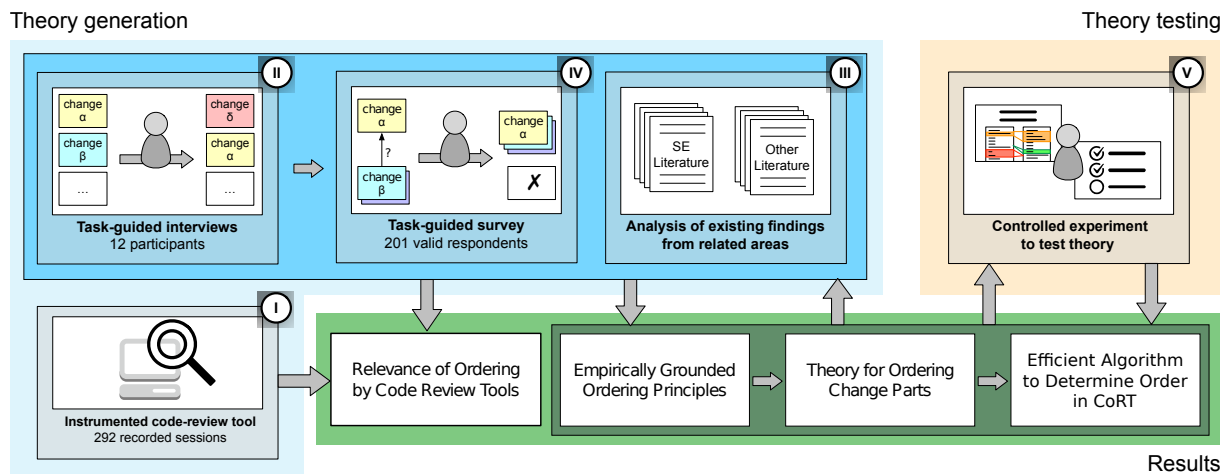 Theory generation
Theory testing
II
change
α
change
β
...
change
δ
change
α
...
Task-guided interviews
12 participants
IV
change
α
?
change
β
change
α
✗
Task-guided survey
201 valid respondents
III
SE
Literature
Other
Literature
Analysis of existing findings
from related areas
V
Controlled experiment
to test theory
I
Instrumented code-review tool
292 recorded sessions
Relevance of Ordering
by Code Review Tools
Empirically Grounded
Ordering Principles
Theory for Ordering
Change Parts
Efficient Algorithm
to Determine Order
in CoRT
Results